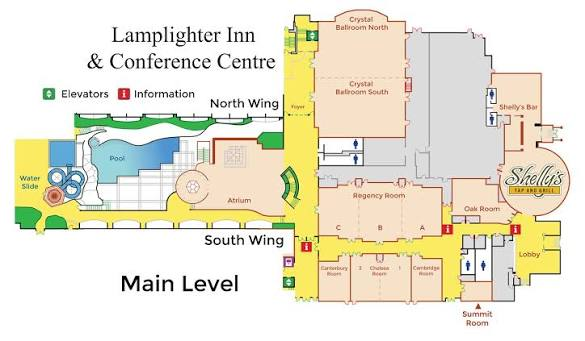 Lamplighter Inn
& Conference Centre
Elevators
Information
North Wing
Crystal
Ballroom North
Crystal
Ballroom South
Foyer
Shelly's Bar
Shelly's
TAP AND GRILL
Water
Slide
Pool
Atrium
Regency Room
C B A
Oak Room
South Wing
Lobby
Canterbury
Room
2 Chelsea 1
Room
Cambridge
Room
Main Level
Summit
Room